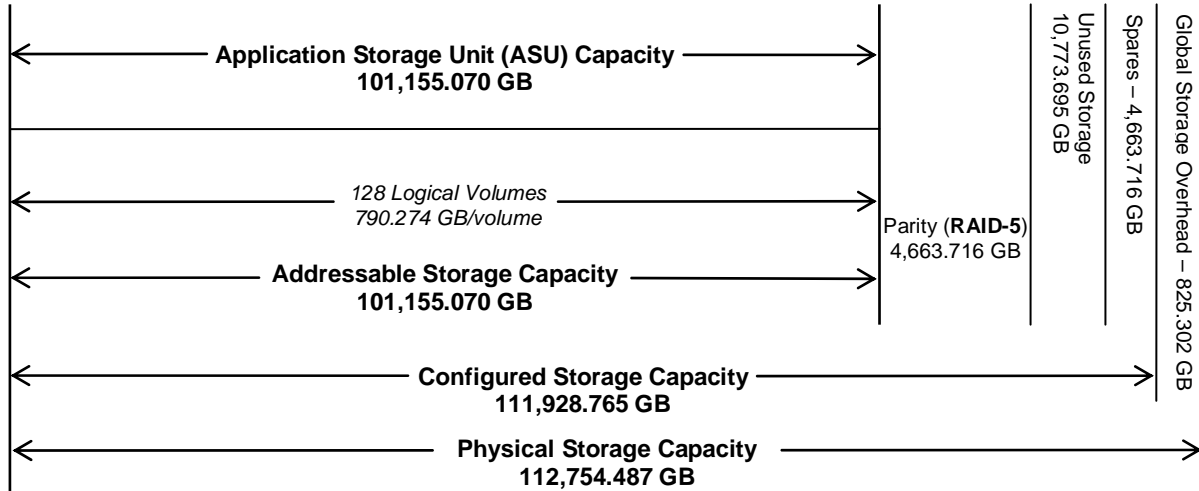 Application Storage Unit (ASU) Capacity
101,155.070 GB
128 Logical Volumes
790.274 GB/volume
Addressable Storage Capacity
101,155.070 GB
Parity (RAID-5)
4,663.716 GB
Unused Storage
10,773.695 GB
Spares – 4,663.716 GB
Global Storage Overhead – 825.302 GB
Configured Storage Capacity
111,928.765 GB
Physical Storage Capacity
112,754.487 GB